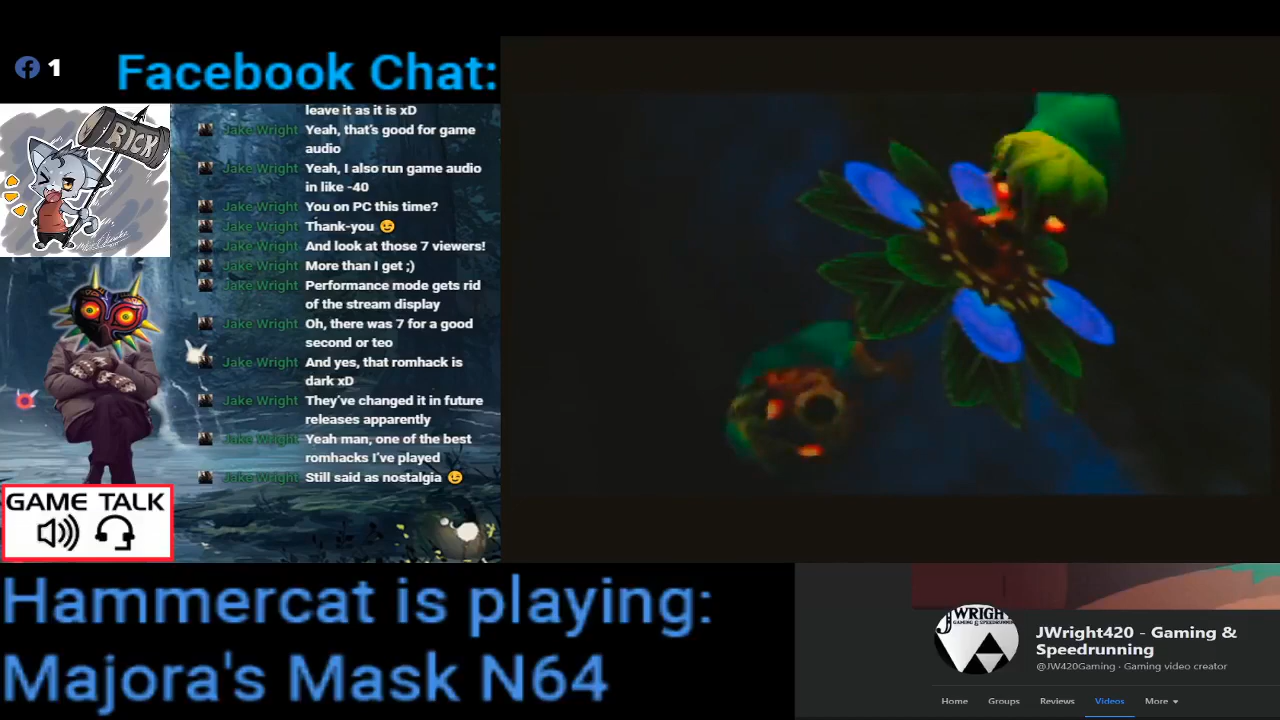 1
Facebook Chat:
leave it as it is xD
Jake Wright Yeah, that's good for game
audio
Jake Wright Yeah, I also run game audio
in like -40
Jake Wright You on PC this time?
Jake Wright Thank-you 😉
Jake Wright And look at those 7 viewers!
Jake Wright More than I get ;)
Jake Wright Performance mode gets rid
of the stream display
Jake Wright Oh, there was 7 for a good
second or teo
Jake Wright And yes, that romhack is
dark xD
Jake Wright They've changed it in future
releases apparently
Jake Wright Yeah man, one of the best
romhacks I've played
Jake Wright Still said as nostalgia 😉
RICK
GAME TALK
Hammercat is playing:
Majora's Mask N64
JWRIGHT
GAMING & SPEEDRUNNING
JWright420 - Gaming &
Speedrunning
@JW420Gaming · Gaming video creator
Home Groups Reviews Videos More